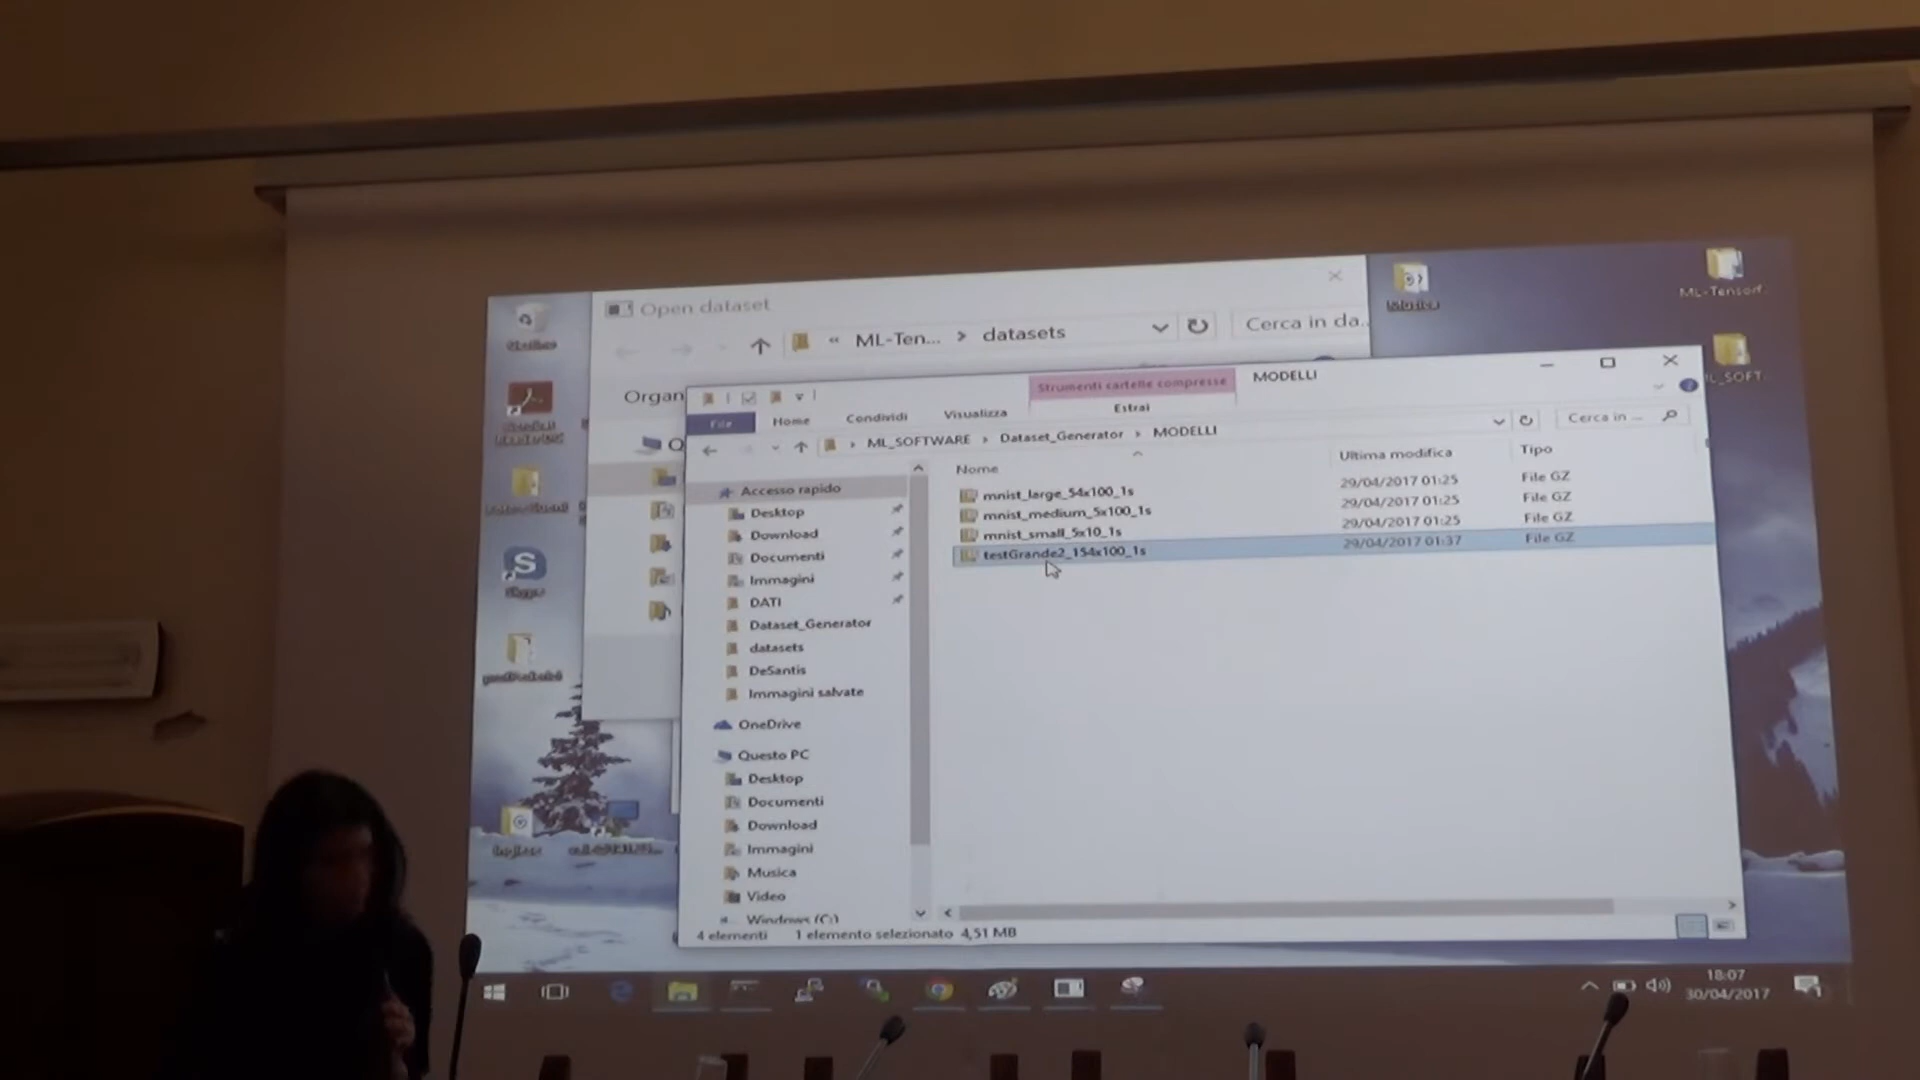 Open dataset
« ML-Ten... > datasets
Cerca in da...
Organ
ML-Tensorf
Strumenti cartelle compresse
MODELLI
File
Home
Condividi
Visualizza
Estrai
> ML_SOFTWARE > Dataset_Generator > MODELLI
Cerca in ...
Nome
Ultima modifica
Tipo
mnist_large_54x100_1s
29/04/2017 01:25
File GZ
mnist_medium_5x100_1s
29/04/2017 01:25
File GZ
mnist_small_5x10_1s
29/04/2017 01:25
File GZ
testGrande2_154x100_1s
29/04/2017 01:37
File GZ
Accesso rapido
Desktop
Download
Documenti
Immagini
DATI
Dataset_Generator
datasets
DeSantis
Immagini salvate
OneDrive
Questo PC
Desktop
Documenti
Download
Immagini
Musica
Video
Windows (C:)
4 elementi
1 elemento selezionato 4,51 MB
Skype
18:07
30/04/2017